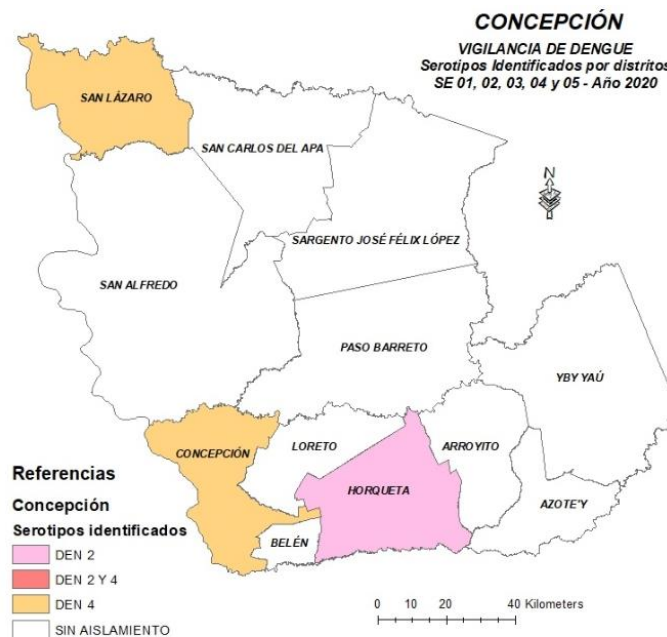 CONCEPCIÓN
VIGILANCIA DE DENGUE
Serotipos Identificados por distritos
SE 01, 02, 03, 04 y 05 - Año 2020
SAN LÁZARO
SAN CARLOS DEL APA
N
SARGENTO JOSÉ FÉLIX LÓPEZ
SAN ALFREDO
PASO BARRETO
YBY YAÚ
CONCEPCIÓN
LORETO
ARROYITO
HORQUETA
AZOTE'Y
BELÉN
Referencias
Concepción
Serotipos identificados
DEN 2
DEN 2 Y 4
DEN 4
SIN AISLAMIENTO
0 10 20 40 Kilometers